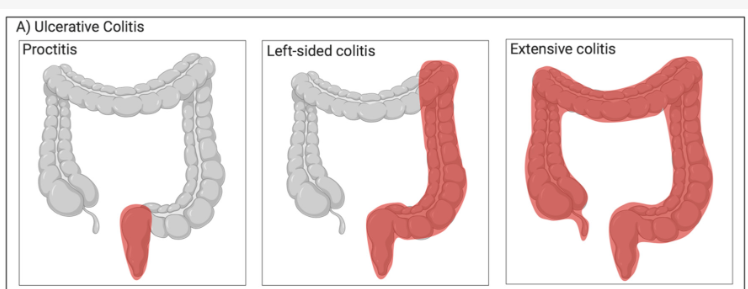 A) Ulcerative Colitis
Proctitis
Left-sided colitis
Extensive colitis